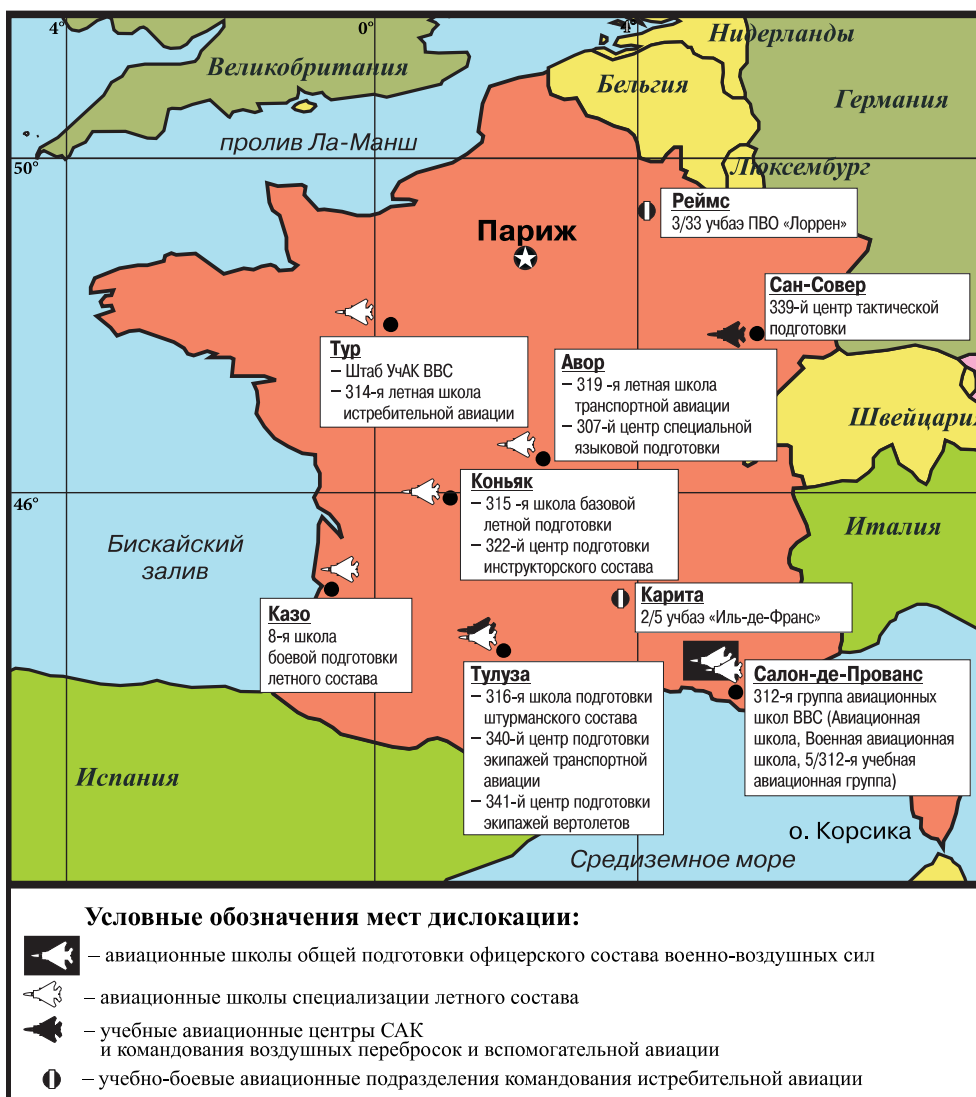 4°
0°
4°
Нидерланды
Великобритания
Бельгия
Германия
пролив Ла-Манш
50°
Люксембург
Реймс
3/33 учбаэ ПВО «Лоррен»
Париж
Сан-Совер
339-й центр тактической
подготовки
Тур
– Штаб УчАК ВВС
– 314-я летная школа
истребительной авиации
Авор
– 319 -я летная школа
транспортной авиации
– 307-й центр специальной
языковой подготовки
Швейцария
46°
Коньяк
– 315 -я школа базовой
летной подготовки
– 322-й центр подготовки
инструкторского состава
Италия
Бискайский
залив
Казо
8-я школа
боевой подготовки
летного состава
Карита
2/5 учбаэ «Иль-де-Франс»
Тулуза
– 316-я школа подготовки
штурманского состава
– 340-й центр подготовки
экипажей транспортной
авиации
– 341-й центр подготовки
экипажей вертолетов
Салон-де-Прованс
312-я группа авиационных
школ ВВС (Авиационная
школа, Военная авиационная
школа, 5/312-я учебная
авиационная группа)
Испания
о. Корсика
Средиземное море
Условные обозначения мест дислокации:
– авиационные школы общей подготовки офицерского состава военно-воздушных сил
– авиационные школы специализации летного состава
– учебные авиационные центры САК
и командования воздушных перебросок и вспомогательной авиации
– учебно-боевые авиационные подразделения командования истребительной авиации